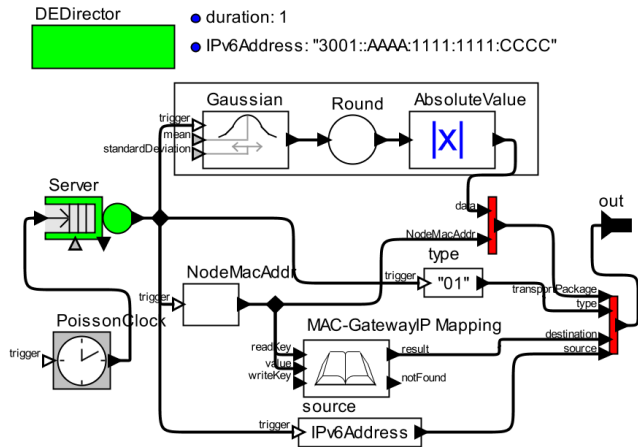 DEDirector
duration: 1
IPv6Address: "3001::AAAA:1111:1111:CCCC"
Gaussian
Round
AbsoluteValue
trigger
mean
standardDeviation
|x|
Server
data
NodeMacAddr
out
type
trigger
"01"
transportPackage
type
NodeMacAddr
trigger
PoissonClock
trigger
MAC-GatewayIP Mapping
readKey
value
writeKey
result
notFound
destination
source
source
trigger
IPv6Address